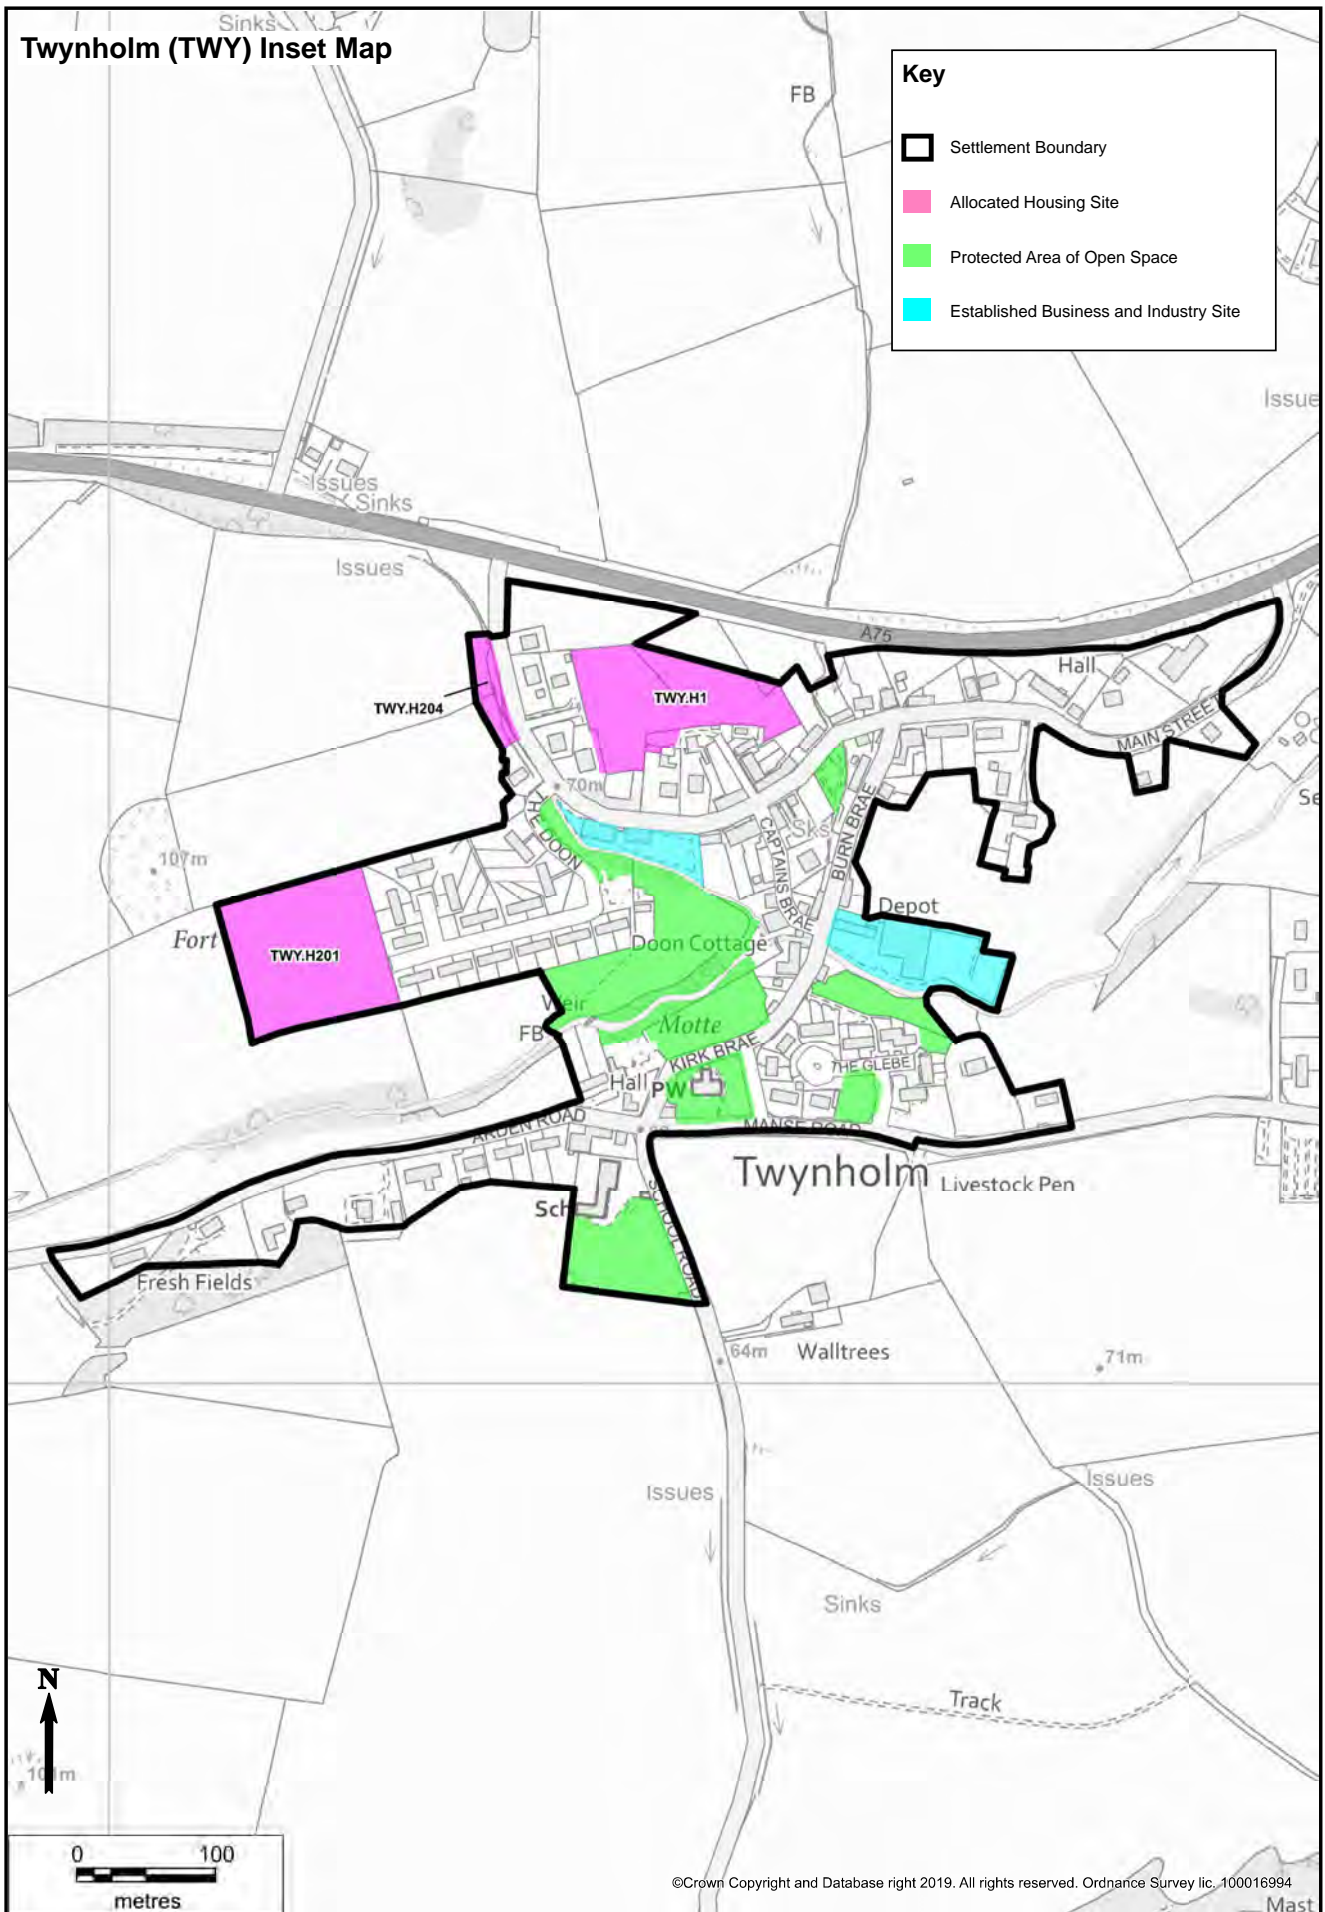 Sinks
Twynholm (TWY) Inset Map
Key
Settlement Boundary
Allocated Housing Site
Protected Area of Open Space
Established Business and Industry Site
FB
Issue
Issues
Sinks
Issues
A75
Hall
TWY.H204
TWY.H1
MAIN STREET
70m
THE DOON
Sks
CAPTAINS BRAE
BURN BRAE
Se
107m
Depot
Fort
TWY.H201
Doon Cottage
Weir
FB
Motte
KIRK BRAE
THE GLEBE
Hall
PW
ARDEN ROAD
MANSE ROAD
Twynholm
Livestock Pen
Sch
SCHOOL ROAD
Fresh Fields
64m
Walltrees
71m
Issues
Issues
Sinks
Track
N
0 100
metres
©Crown Copyright and Database right 2019. All rights reserved. Ordnance Survey lic. 100016994
Mast